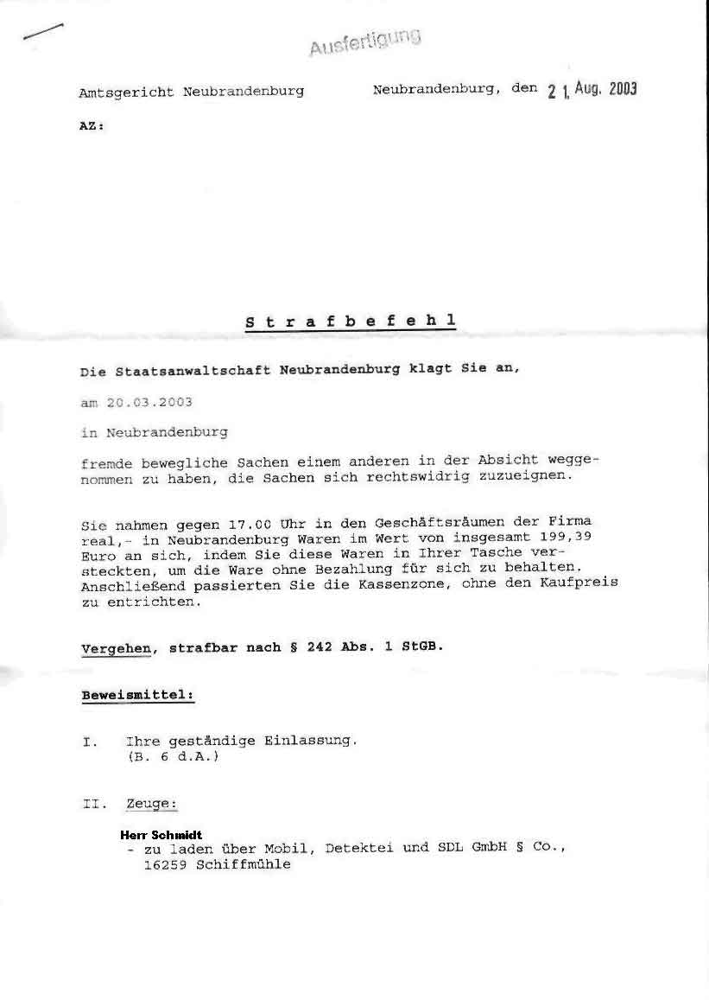 Ausfertigung
Amtsgericht Neubrandenburg
Neubrandenburg, den 21. Aug. 2003
AZ:
Strafbefehl
Die Staatsanwaltschaft Neubrandenburg klagt Sie an,
am 20.03.2003
in Neubrandenburg
fremde bewegliche Sachen einem anderen in der Absicht wegge-
nommen zu haben, die Sachen sich rechtswidrig zuzueignen.
Sie nahmen gegen 17.00 Uhr in den Geschäftsräumen der Firma
real,- in Neubrandenburg Waren im Wert von insgesamt 199,39
Euro an sich, indem Sie diese Waren in Ihrer Tasche ver-
steckten, um die Ware ohne Bezahlung für sich zu behalten.
Anschließend passierten Sie die Kassenzone, ohne den Kaufpreis
zu entrichten.
Vergehen, strafbar nach § 242 Abs. 1 StGB.
Beweismittel:
I. Ihre geständige Einlassung.
(B. 6 d.A.)
II. Zeuge:
Herr Schmidt
- zu laden über Mobil, Detektei und SDL GmbH § Co.,
16259 Schiffmühle